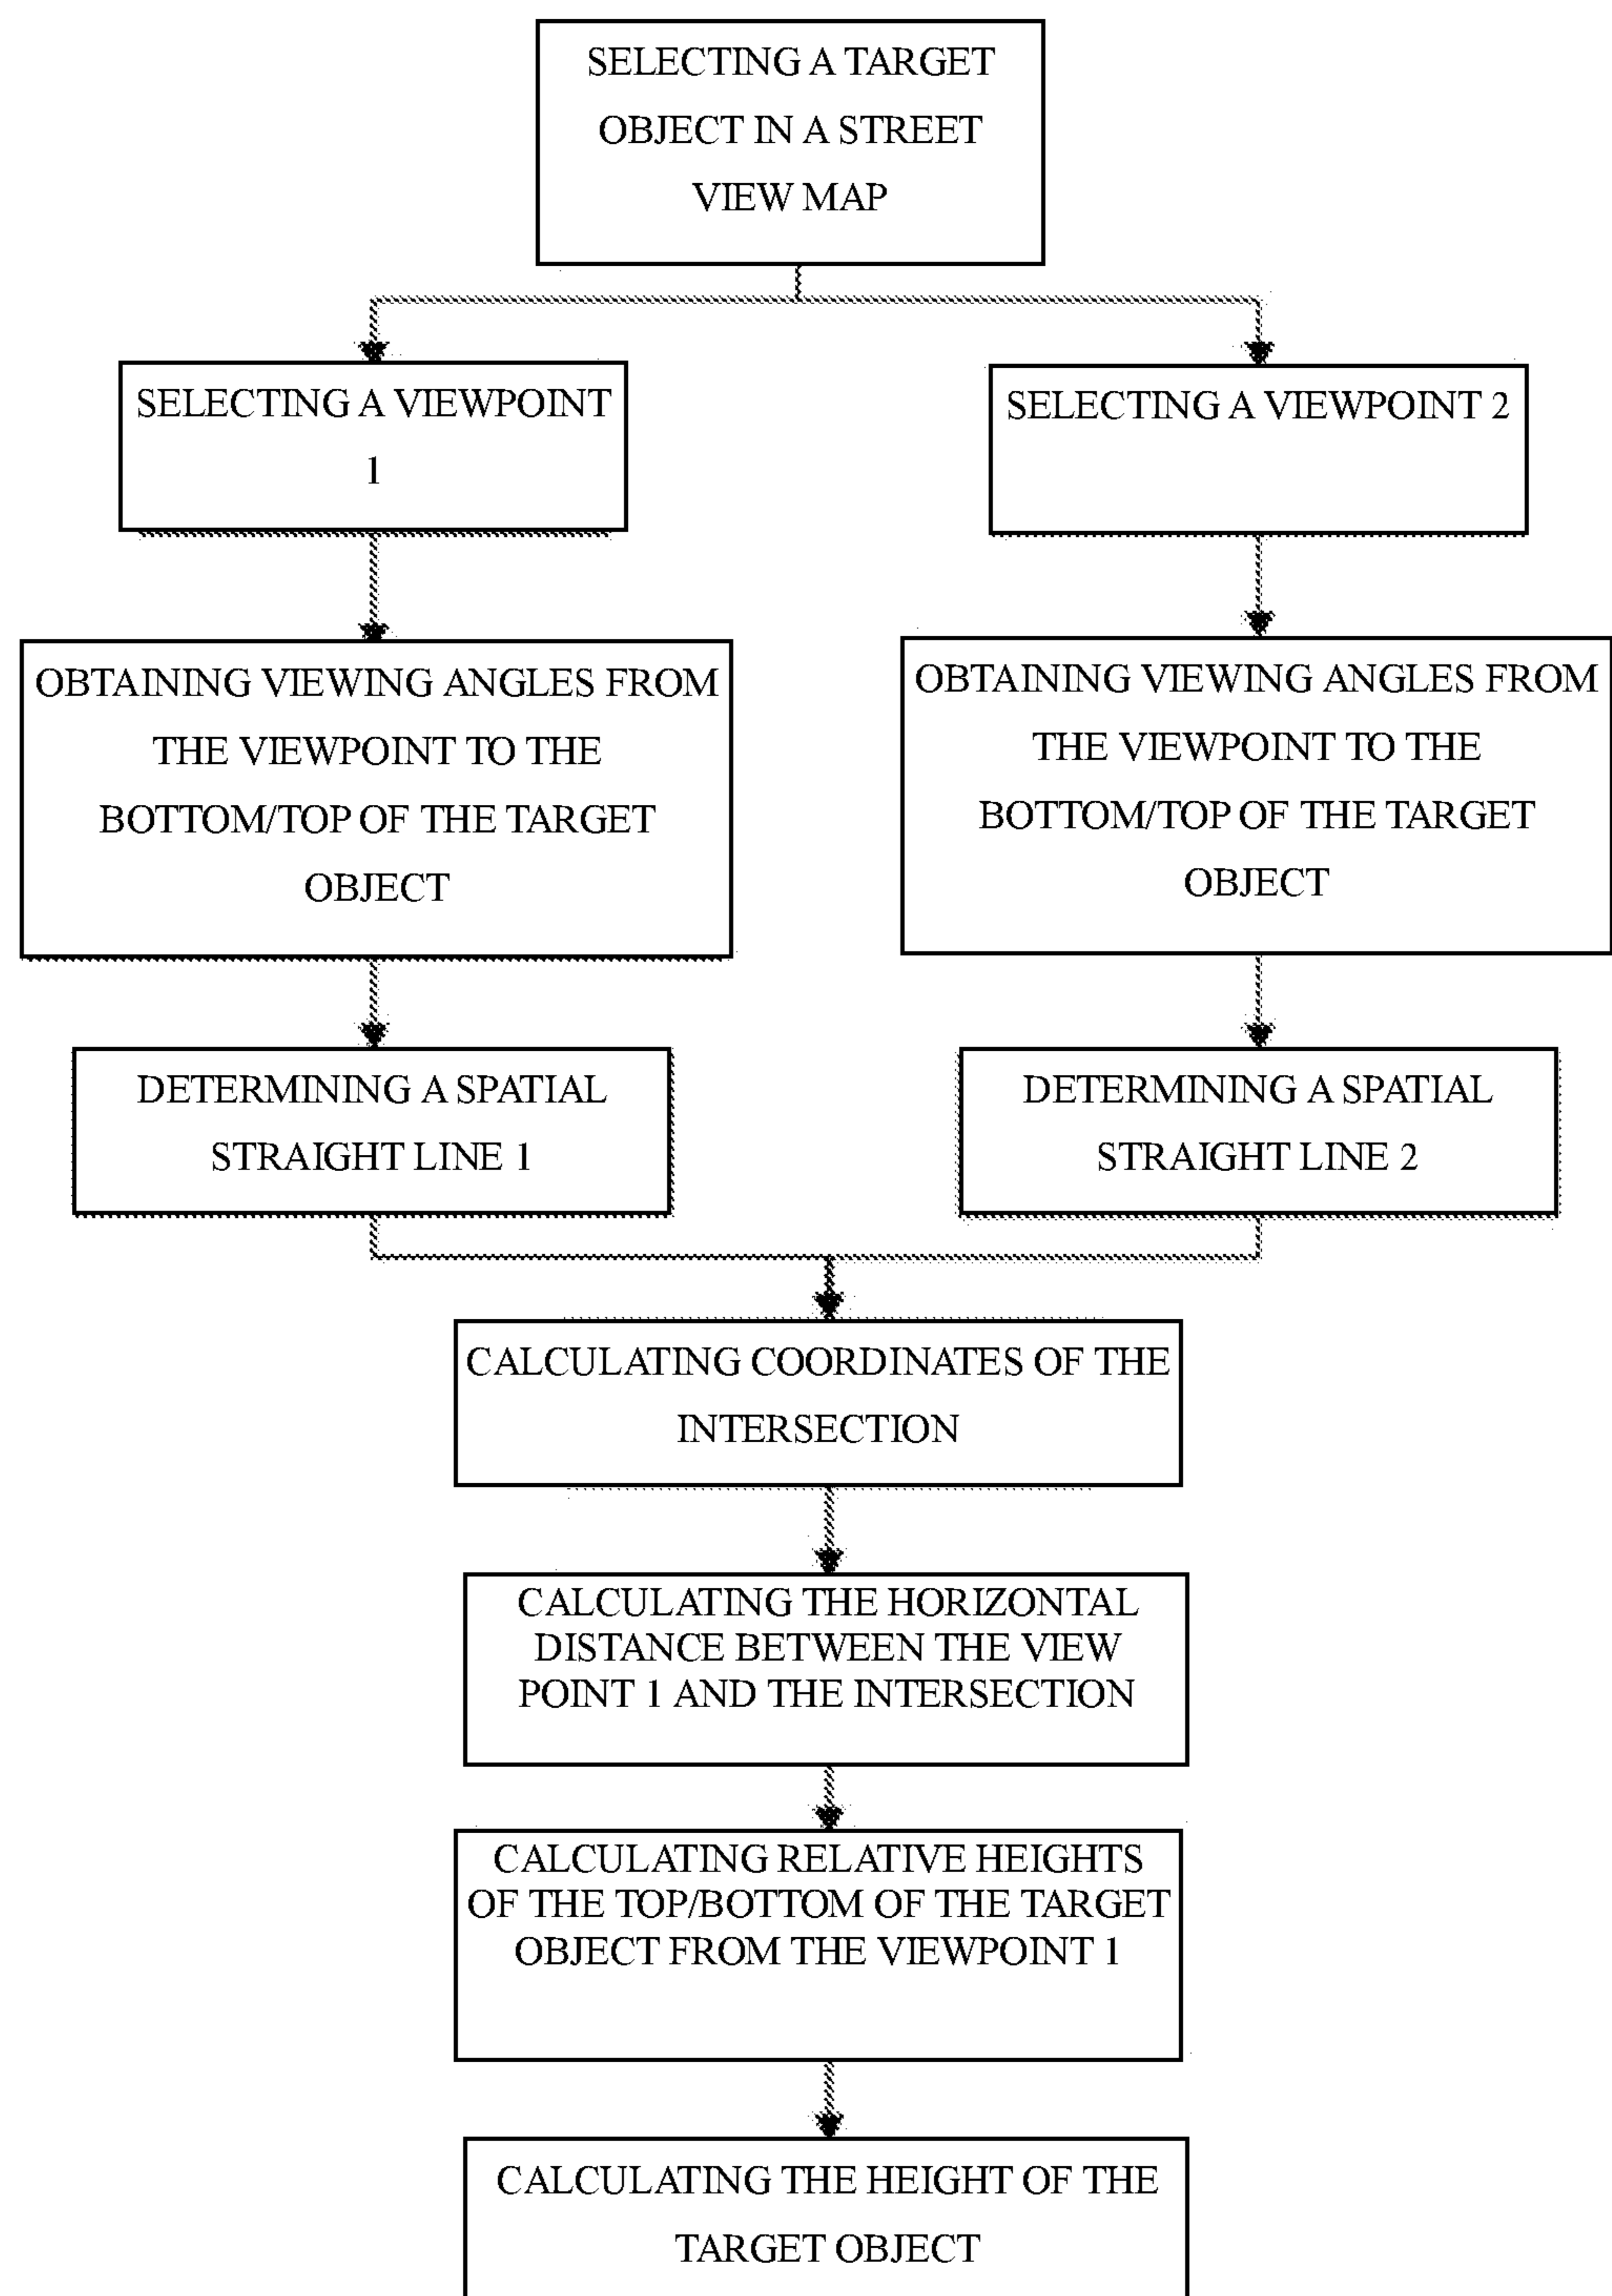 SELECTING A TARGET
OBJECT IN A STREET
VIEW MAP
SELECTING A VIEWPOINT
1
SELECTING A VIEWPOINT 2
OBTAINING VIEWING ANGLES FROM
THE VIEWPOINT TO THE
BOTTOM/TOP OF THE TARGET
OBJECT
OBTAINING VIEWING ANGLES FROM
THE VIEWPOINT TO THE
BOTTOM/TOP OF THE TARGET
OBJECT
DETERMINING A SPATIAL
STRAIGHT LINE 1
DETERMINING A SPATIAL
STRAIGHT LINE 2
CALCULATING COORDINATES OF THE
INTERSECTION
CALCULATING THE HORIZONTAL
DISTANCE BETWEEN THE VIEW
POINT 1 AND THE INTERSECTION
CALCULATING RELATIVE HEIGHTS
OF THE TOP/BOTTOM OF THE TARGET
OBJECT FROM THE VIEWPOINT 1
CALCULATING THE HEIGHT OF THE
TARGET OBJECT